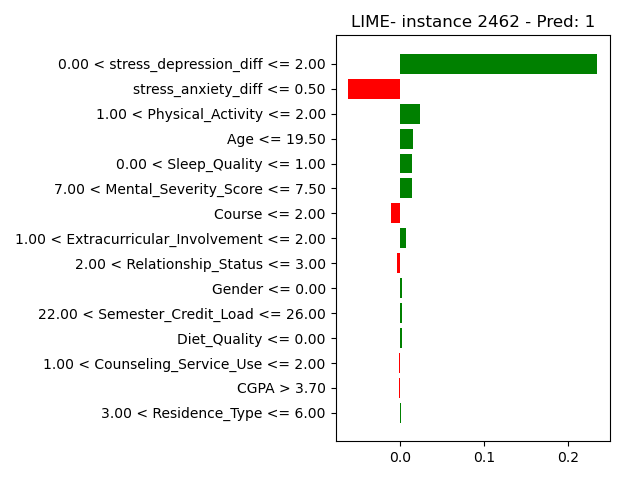 LIME- instance 2462 - Pred: 1
0.00 < stress_depression_diff <= 2.00
stress_anxiety_diff <= 0.50
1.00 < Physical_Activity <= 2.00
Age <= 19.50
0.00 < Sleep_Quality <= 1.00
7.00 < Mental_Severity_Score <= 7.50
Course <= 2.00
1.00 < Extracurricular_Involvement <= 2.00
2.00 < Relationship_Status <= 3.00
Gender <= 0.00
22.00 < Semester_Credit_Load <= 26.00
Diet_Quality <= 0.00
1.00 < Counseling_Service_Use <= 2.00
CGPA > 3.70
3.00 < Residence_Type <= 6.00
0.0 0.1 0.2